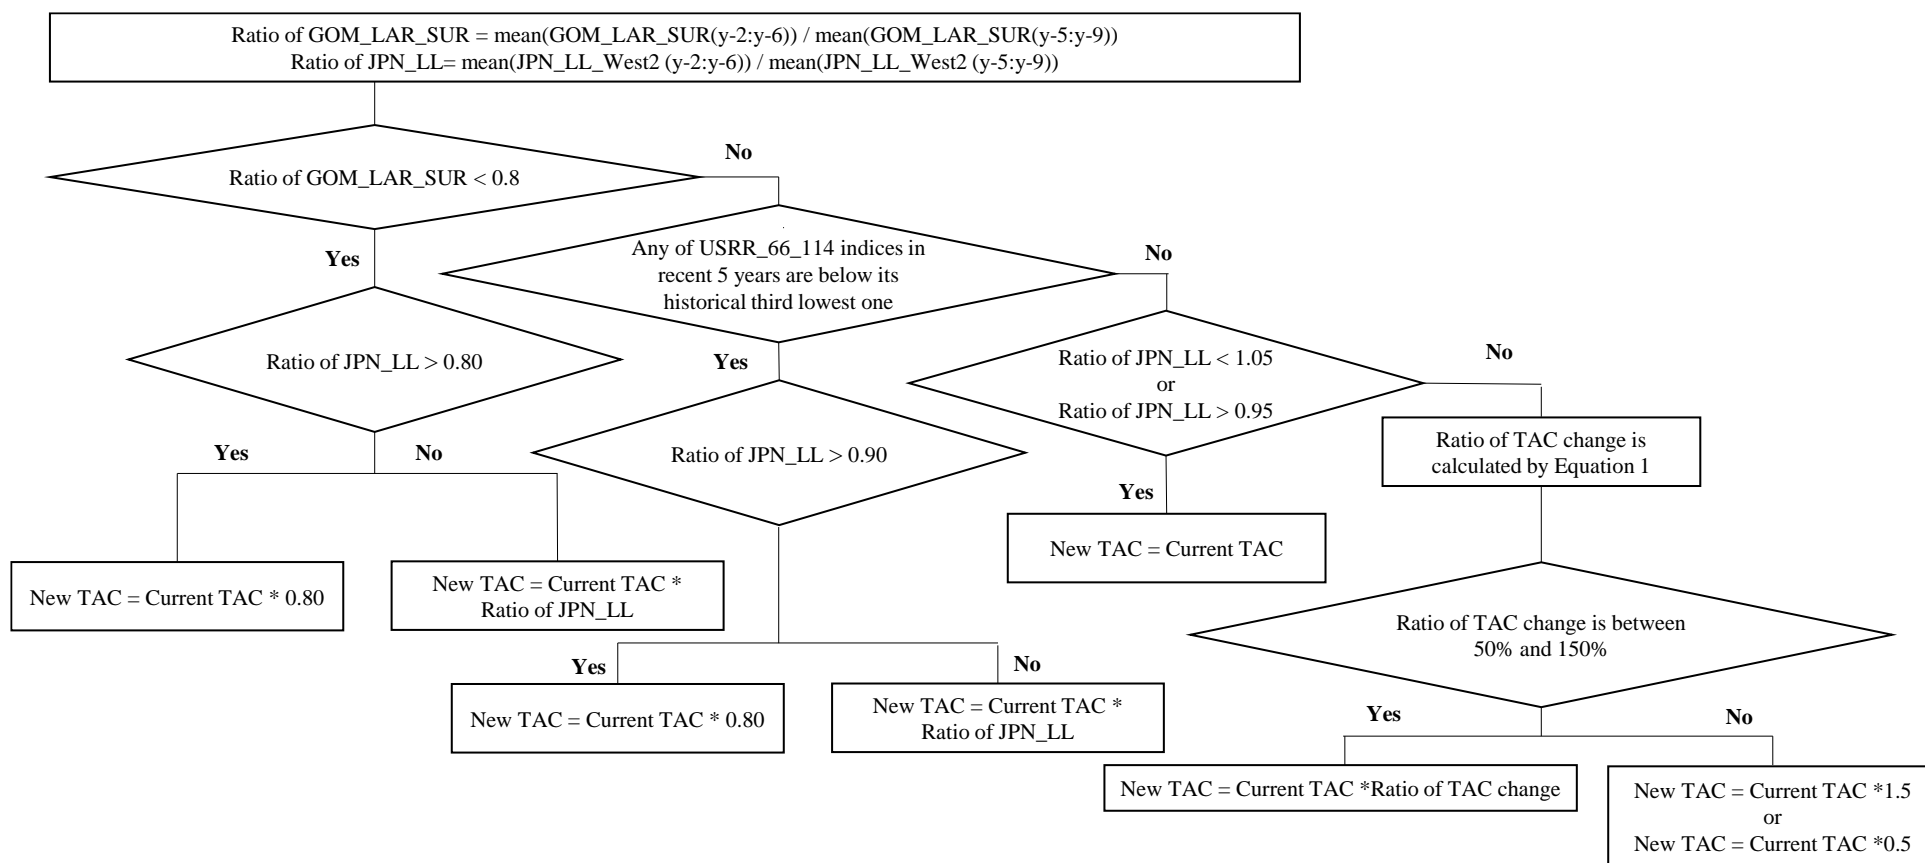 Ratio of GOM_LAR_SUR = mean(GOM_LAR_SUR(y-2:y-6)) / mean(GOM_LAR_SUR(y-5:y-9))
Ratio of JPN_LL= mean(JPN_LL_West2 (y-2:y-6)) / mean(JPN_LL_West2 (y-5:y-9))
No
Ratio of GOM_LAR_SUR < 0.8
Yes
Any of USRR_66_114 indices in
recent 5 years are below its
historical third lowest one
No
Ratio of JPN_LL > 0.80
Yes
Ratio of JPN_LL < 1.05
or
Ratio of JPN_LL > 0.95
No
Yes
No
Ratio of JPN_LL > 0.90
Ratio of TAC change is
calculated by Equation 1
Yes
New TAC = Current TAC
New TAC = Current TAC * 0.80
New TAC = Current TAC *
Ratio of JPN_LL
Ratio of TAC change is between
50% and 150%
Yes
No
New TAC = Current TAC * 0.80
New TAC = Current TAC *
Ratio of JPN_LL
Yes
No
New TAC = Current TAC *Ratio of TAC change
New TAC = Current TAC *1.5
or
New TAC = Current TAC *0.5